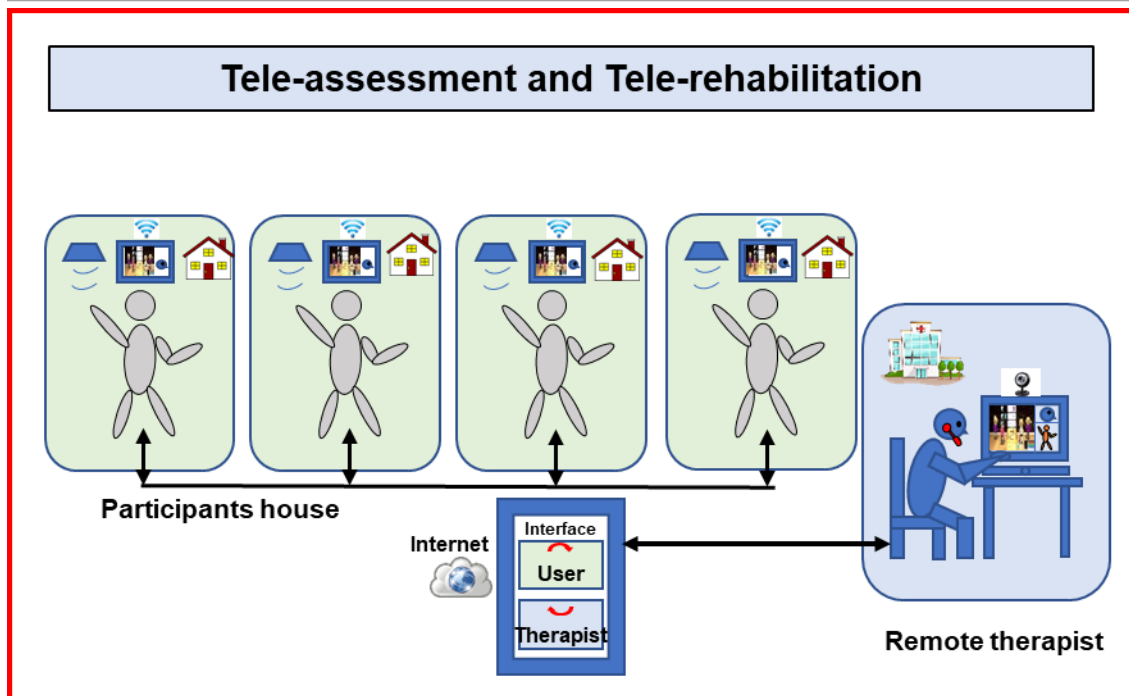 Tele-assessment and Tele-rehabilitation
Participants house
Internet
Interface
User
Therapist
Remote therapist